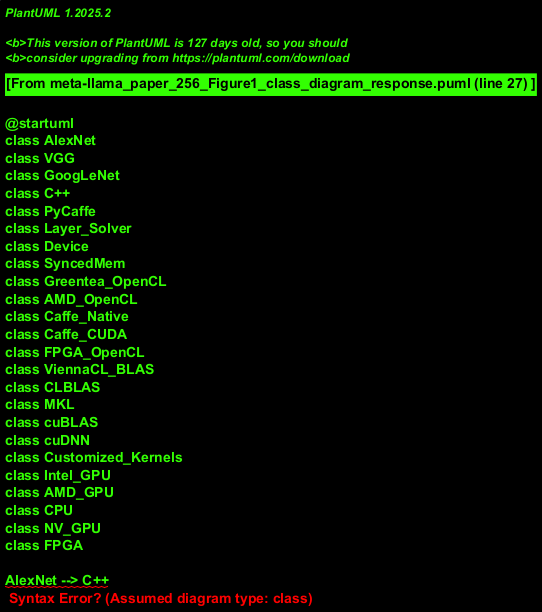 PlantUML 1.2025.2
<b>This version of PlantUML is 127 days old, so you should
<b>consider upgrading from https://plantuml.com/download
[From meta-llama_paper_256_Figure1_class_diagram_response.puml (line 27) ]
@startuml
class AlexNet
class VGG
class GoogLeNet
class C++
class PyCaffe
class Layer_Solver
class Device
class SyncedMem
class Greentea_OpenCL
class AMD_OpenCL
class Caffe_Native
class Caffe_CUDA
class FPGA_OpenCL
class ViennaCL_BLAS
class CLBLAS
class MKL
class cuBLAS
class cuDNN
class Customized_Kernels
class Intel_GPU
class AMD_GPU
class CPU
class NV_GPU
class FPGA
AlexNet --> C++
Syntax Error? (Assumed diagram type: class)